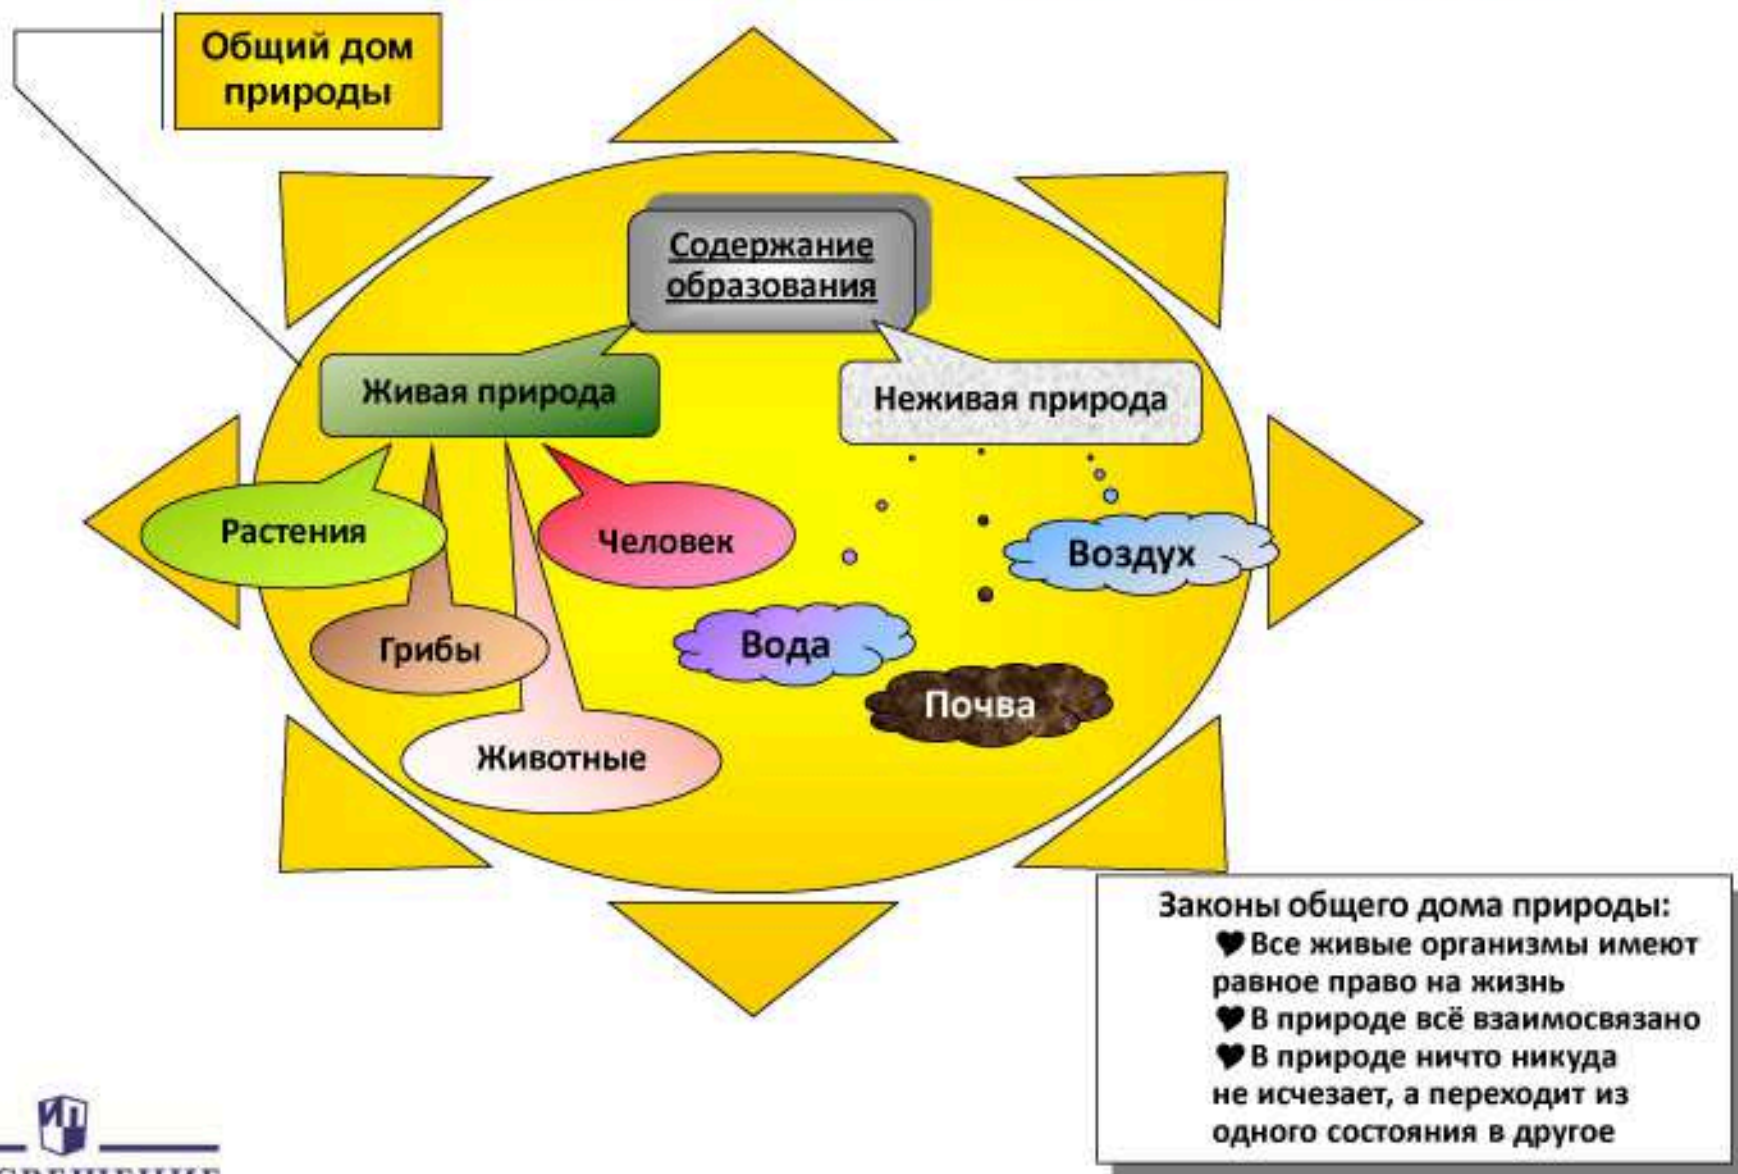 Общий дом
природы
Содержание
образования
Живая природа
Неживая природа
Растения
Человек
Воздух
Грибы
Вода
Почва
Животные
Законы общего дома природы:
Все живые организмы имеют
равное право на жизнь
В природе всё взаимосвязано
В природе ничто никуда
не исчезает, а переходит из
одного состояния в другое
ИП